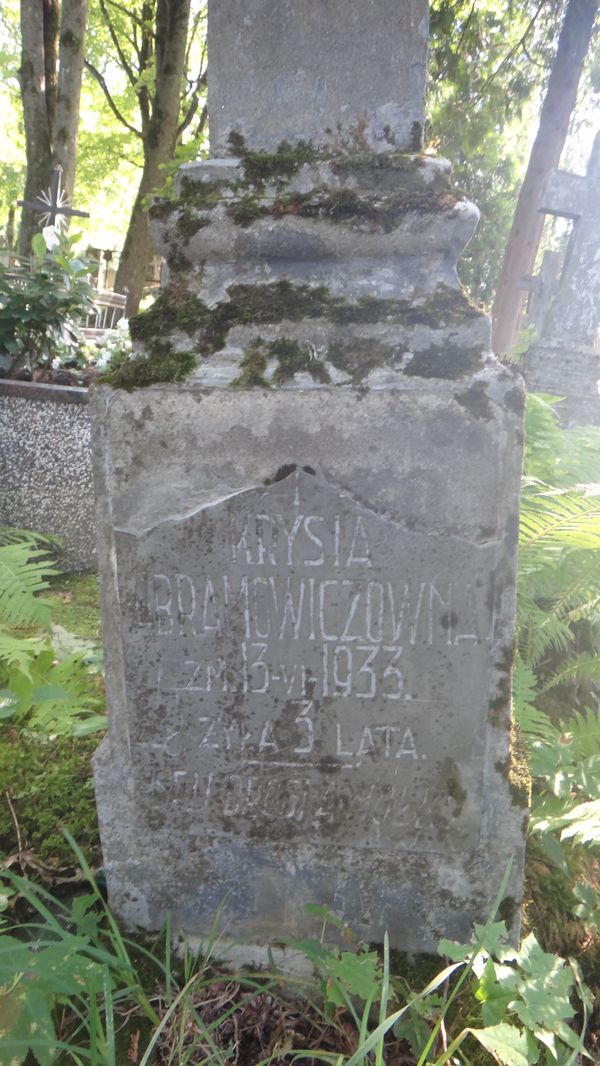 KRYSIA
ABRAMOWICZÓWNA
ZM. 13-VI-1933.
ŻYŁA 3 LATA.